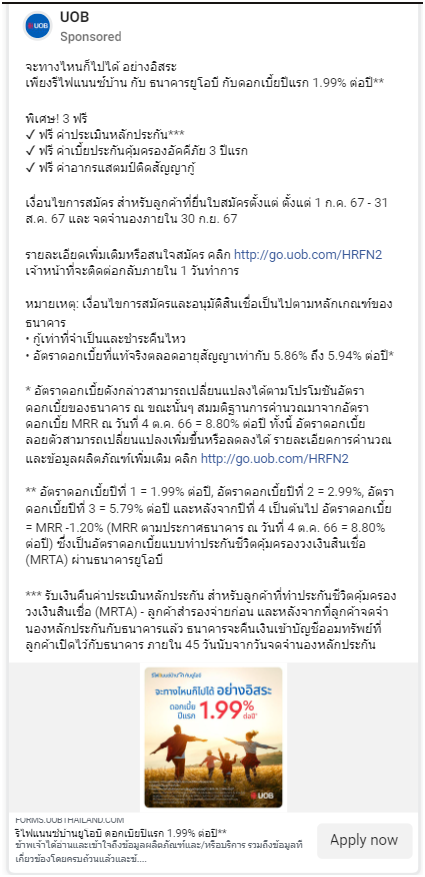 UOB
UOB
Sponsored
จะทางไหนก็ไปได้ อย่างอิสระ
เพียงรีไฟแนนซ์บ้าน กับ ธนาคารยูโอบี กับดอกเบี้ยปีแรก 1.99% ต่อปี**
พิเศษ! 3 ฟรี
✓ ฟรี ค่าประเมินหลักประกัน***
✓ ฟรี ค่าเบี้ยประกันคุ้มครองอัคคีภัย 3 ปีแรก
✓ ฟรี ค่าอากรแสตมป์ติดสัญญากู้
เงื่อนไขการสมัคร สำหรับลูกค้าที่ยื่นใบสมัครตั้งแต่ ตั้งแต่ 1 ก.ค. 67 - 31
ส.ค. 67 และ จดจำนองภายใน 30 ก.ย. 67
รายละเอียดเพิ่มเติมหรือสนใจสมัคร คลิก http://go.uob.com/HRFN2
เจ้าหน้าที่จะติดต่อกลับภายใน 1 วันทำการ
หมายเหตุ: เงื่อนไขการสมัครและอนุมัติสินเชื่อเป็นไปตามหลักเกณฑ์ของ
ธนาคาร
• กู้เท่าที่จำเป็นและชำระคืนไหว
• อัตราดอกเบี้ยที่แท้จริงตลอดอายุสัญญาเท่ากับ 5.86% ถึง 5.94% ต่อปี*
* อัตราดอกเบี้ยดังกล่าวสามารถเปลี่ยนแปลงได้ตามโปรโมชันอัตรา
ดอกเบี้ยของธนาคาร ณ ขณะนั้นๆ สมมติฐานการคำนวณมาจากอัตรา
ดอกเบี้ย MRR ณ วันที่ 4 ต.ค. 66 = 8.80% ต่อปี ทั้งนี้ อัตราดอกเบี้ย
ลอยตัวสามารถเปลี่ยนแปลงเพิ่มขึ้นหรือลดลงได้ รายละเอียดการคำนวณ
และข้อมูลผลิตภัณฑ์เพิ่มเติม คลิก http://go.uob.com/HRFN2
** อัตราดอกเบี้ยปีที่ 1 = 1.99% ต่อปี, อัตราดอกเบี้ยปีที่ 2 = 2.99%, อัตรา
ดอกเบี้ยปีที่ 3 = 5.79% ต่อปี และหลังจากปีที่ 4 เป็นต้นไป อัตราดอกเบี้ย
= MRR -1.20% (MRR ตามประกาศธนาคาร ณ วันที่ 4 ต.ค. 66 = 8.80%
ต่อปี) ซึ่งเป็นอัตราดอกเบี้ยแบบทำประกันชีวิตคุ้มครองวงเงินสินเชื่อ
(MRTA) ผ่านธนาคารยูโอบี
*** รับเงินคืนค่าประเมินหลักประกัน สำหรับลูกค้าที่ทำประกันชีวิตคุ้มครอง
วงเงินสินเชื่อ (MRTA) - ลูกค้าสำรองจ่ายก่อน และหลังจากที่ลูกค้าจดจำ
นองหลักประกันกับธนาคารแล้ว ธนาคารจะคืนเงินเข้าบัญชีออมทรัพย์ที่
ลูกค้าเปิดไว้กับธนาคาร ภายใน 45 วันนับจากวันจดจำนองหลักประกัน
รีไฟแนนซ์บ้าน กับยูโอบี
จะทางไหนก็ไปได้ อย่างอิสระ
ดอกเบี้ย
ปีแรก 1.99% ต่อปี*
UOB
FORMS.UOBTHAILAND.COM
รีไฟแนนซ์บ้านยูโอบี ดอกเบี้ยปีแรก 1.99% ต่อปี**
ข้าพเจ้าได้อ่านและเข้าใจถึงข้อมูลผลิตภัณฑ์และ/หรือบริการ รวมถึงข้อมูลที่
เกี่ยวข้องโดยครบถ้วนแล้วและข้....
Apply now